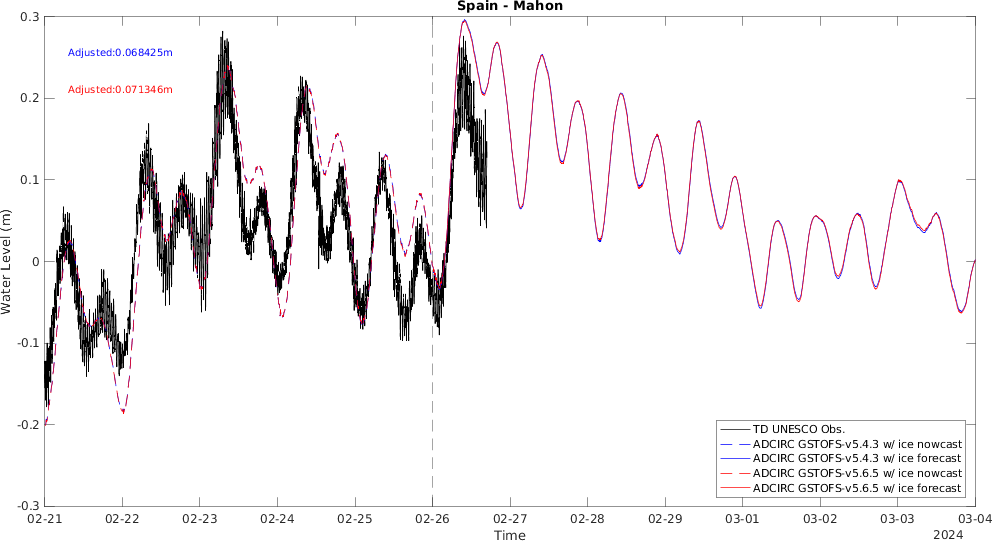 Spain - Mahon
Adjusted:0.068425m
Adjusted:0.071346m
Water Level (m)
0.3
0.2
0.1
0
-0.1
-0.2
-0.3
TD UNESCO Obs.
ADCIRC GSTOFS-v5.4.3 w/ ice nowcast
ADCIRC GSTOFS-v5.4.3 w/ ice forecast
ADCIRC GSTOFS-v5.6.5 w/ ice nowcast
ADCIRC GSTOFS-v5.6.5 w/ ice forecast
02-21 02-22 02-23 02-24 02-25 02-26 02-27 02-28 02-29 03-01 03-02 03-03 03-04
Time
2024